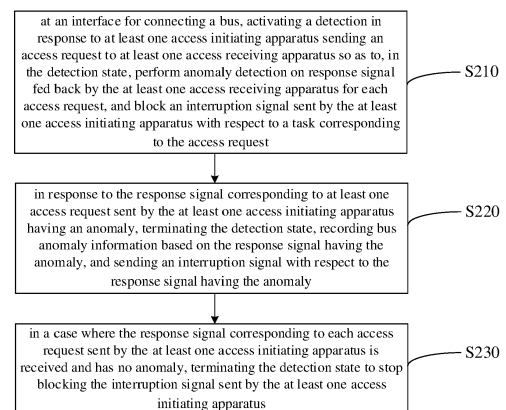 at an interface for connecting a bus, activating a detection in
response to at least one access initiating apparatus sending an
access request to at least one access receiving apparatus so as to, in
the detection state, perform anomaly detection on response signal
fed back by the at least one access receiving apparatus for each
access request, and block an interruption signal sent by the at least
one access initiating apparatus with respect to a task corresponding
to the access request
S210
in response to the response signal corresponding to at least one
access request sent by the at least one access initiating apparatus
having an anomaly, terminating the detection state, recording bus
anomaly information based on the response signal having the
anomaly, and sending an interruption signal with respect to the
response signal having the anomaly
S220
in a case where the response signal corresponding to each access
request sent by the at least one access initiating apparatus is
received and has no anomaly, terminating the detection state to stop
blocking the interruption signal sent by the at least one access
initiating apparatus
S230